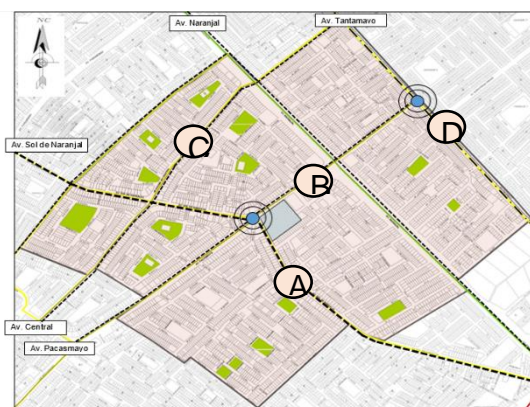 Av. Naranjal
Av. Tantamayo
NC
Av. Sol de Naranjal
C
D
B
A
Av. Central
Av. Pacasmayo